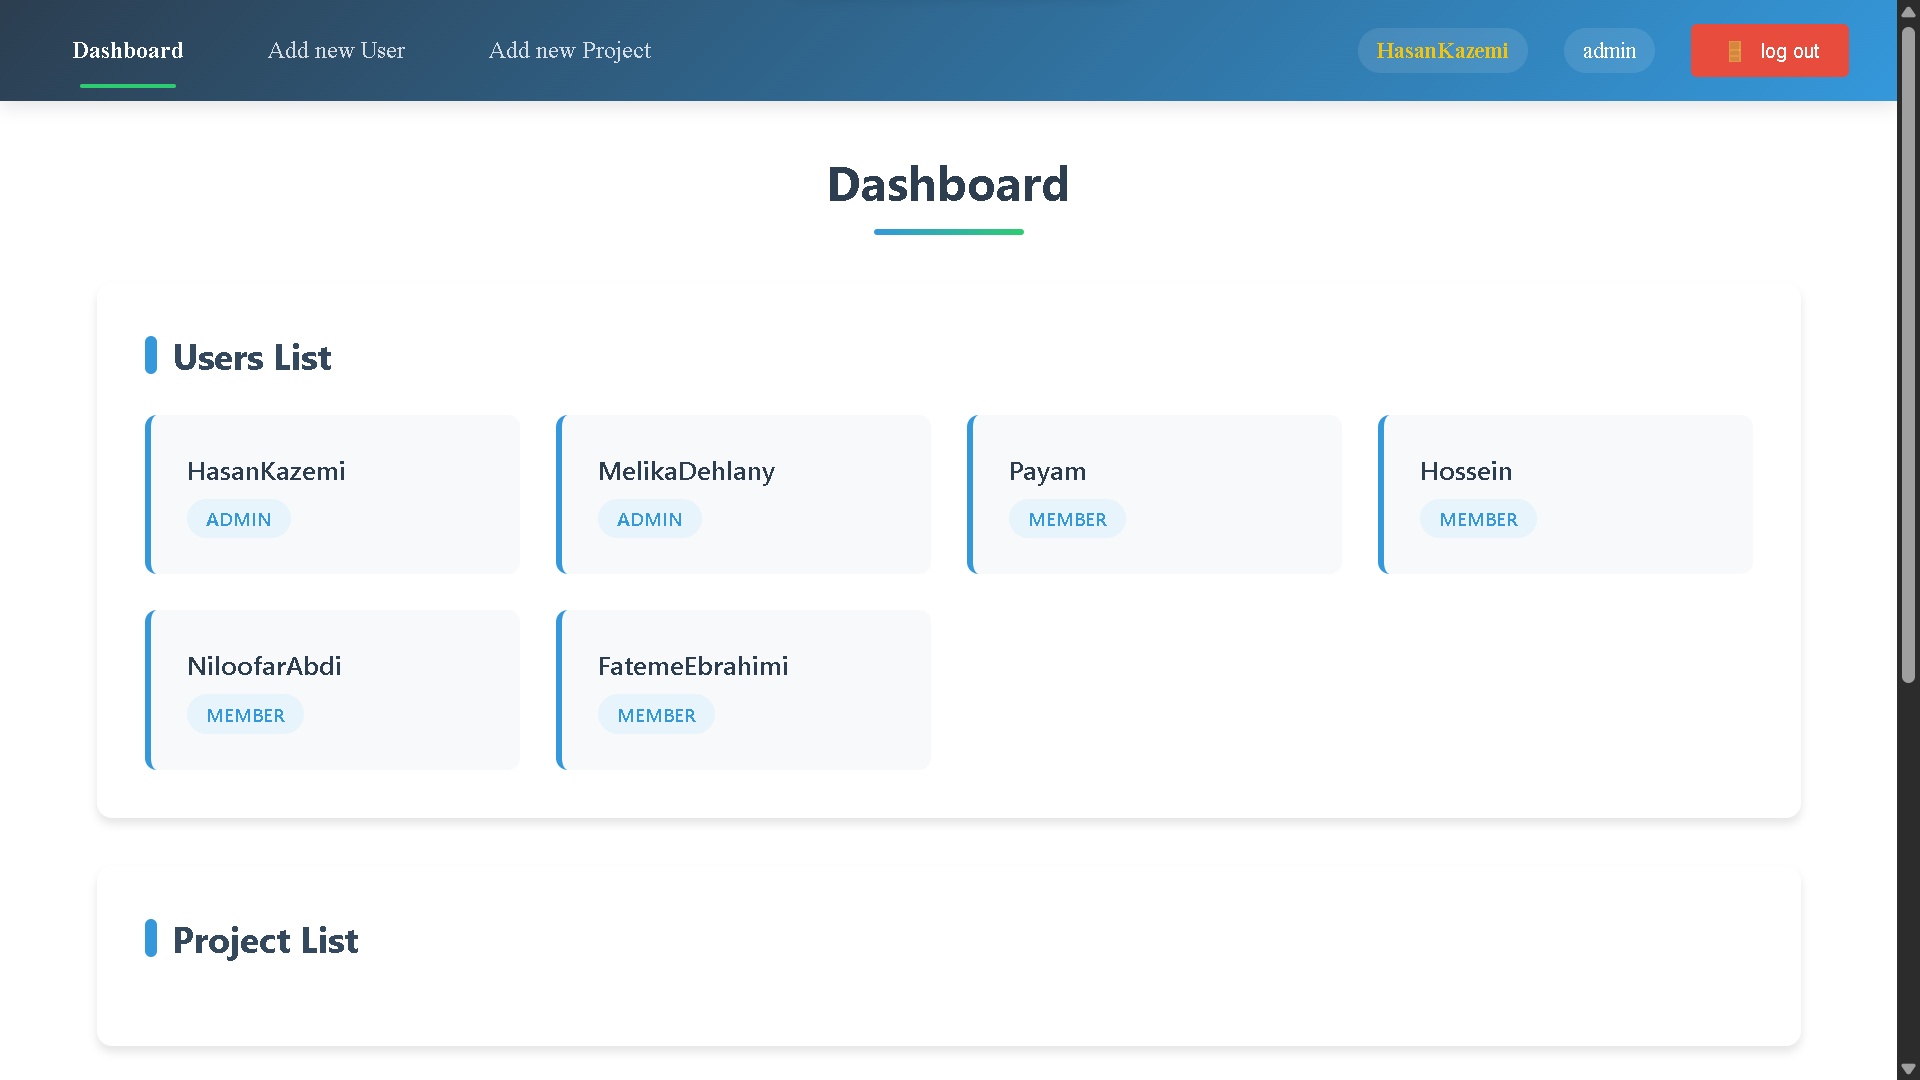 Dashboard Add new User Add new Project HasanKazemi admin log out
Dashboard
Users List
HasanKazemi
ADMIN
MelikaDehlany
ADMIN
Payam
MEMBER
Hossein
MEMBER
NiloofarAbdi
MEMBER
FatemeEbrahimi
MEMBER
Project List